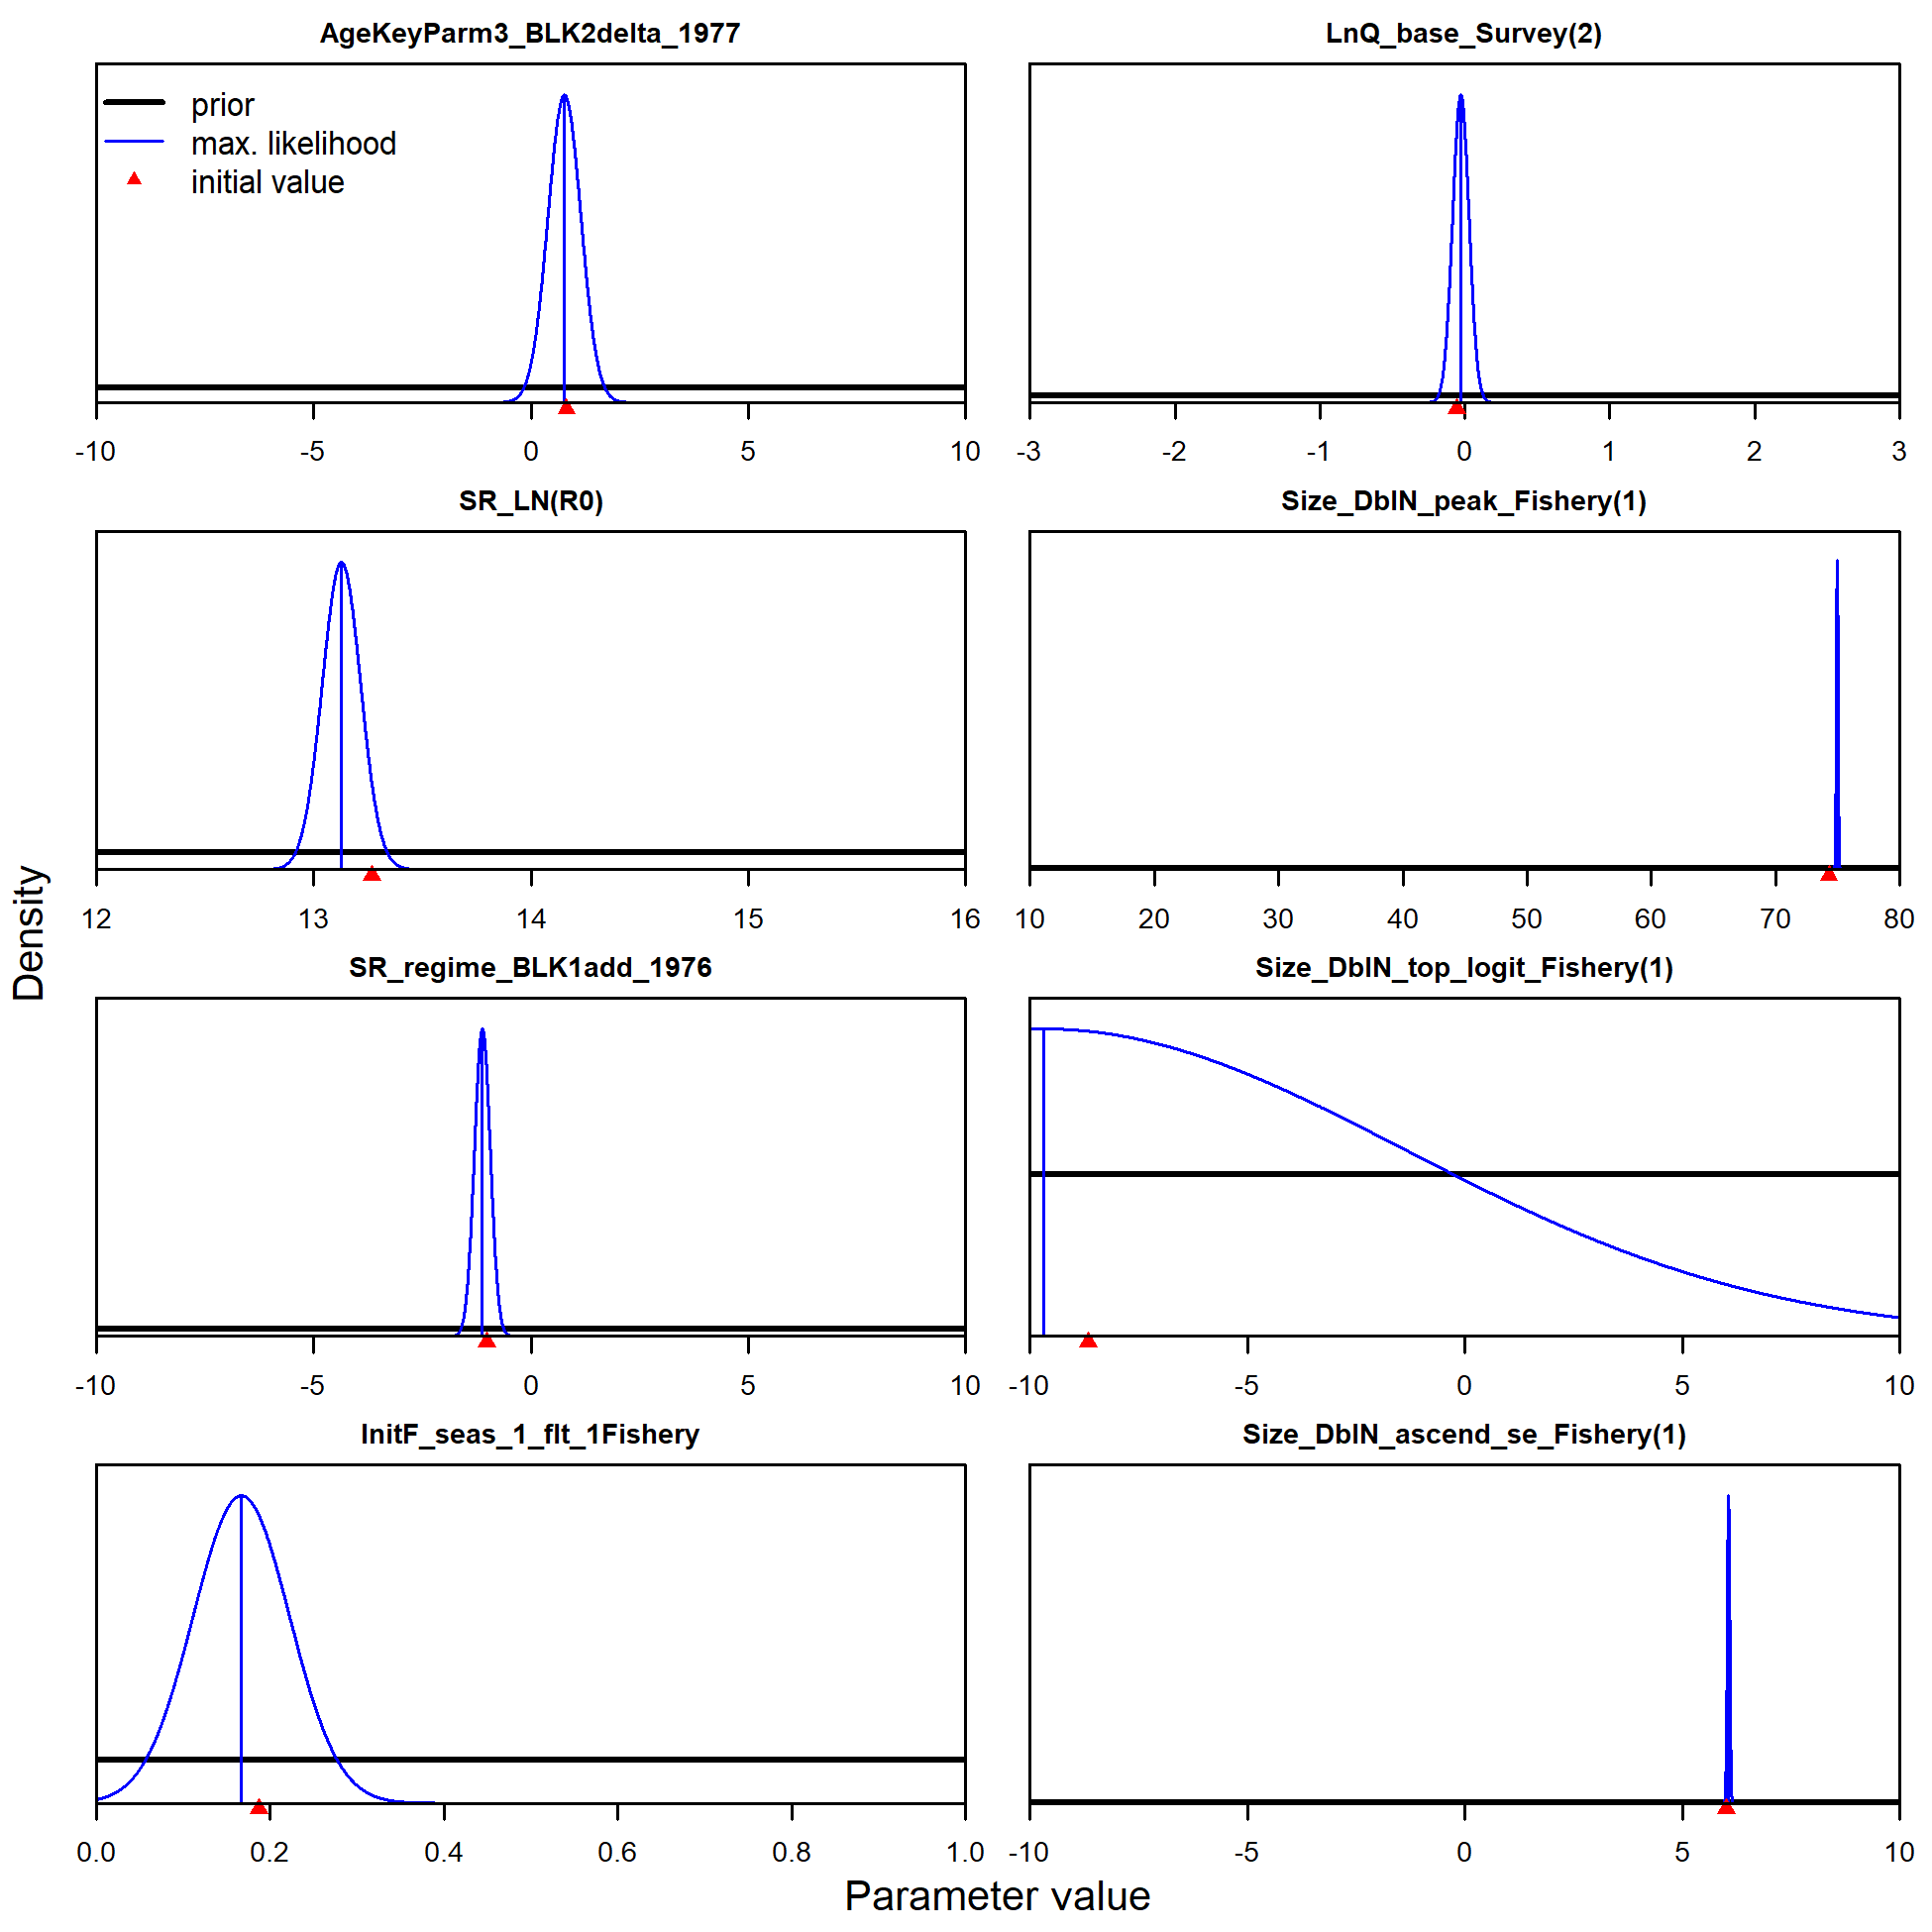 AgeKeyParm3_BLK2delta_1977
prior
max. likelihood
initial value
-10 -5 0 5 10
LnQ_base_Survey(2)
-3 -2 -1 0 1 2 3
SR_LN(R0)
12 13 14 15 16
Size_DblN_peak_Fishery(1)
10 20 30 40 50 60 70 80
SR_regime_BLK1add_1976
-10 -5 0 5 10
Size_DblN_top_logit_Fishery(1)
-10 -5 0 5 10
InitF_seas_1_flt_1Fishery
0.0 0.2 0.4 0.6 0.8 1.0
Size_DblN_ascend_se_Fishery(1)
-10 -5 0 5 10
Density
Parameter value